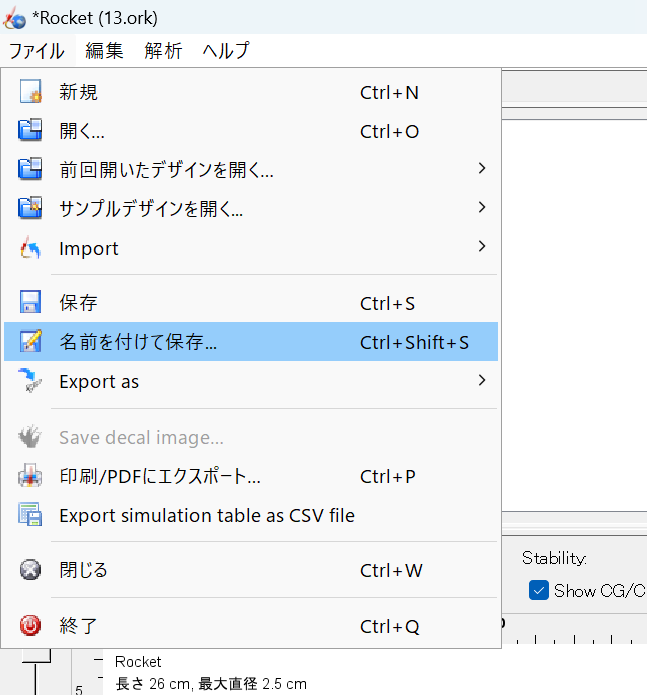 *Rocket (13.ork)
ファイル 編集 解析 ヘルプ
新規 Ctrl+N
開く... Ctrl+O
前回開いたデザインを開く...
サンプルデザインを開く...
Import
保存 Ctrl+S
名前を付けて保存... Ctrl+Shift+S
Export as
Save decal image...
印刷/PDFにエクスポート... Ctrl+P
Export simulation table as CSV file
閉じる Ctrl+W
Stability:
Show CG/C
終了 Ctrl+Q
Rocket
長さ 26 cm, 最大直径 2.5 cm
5